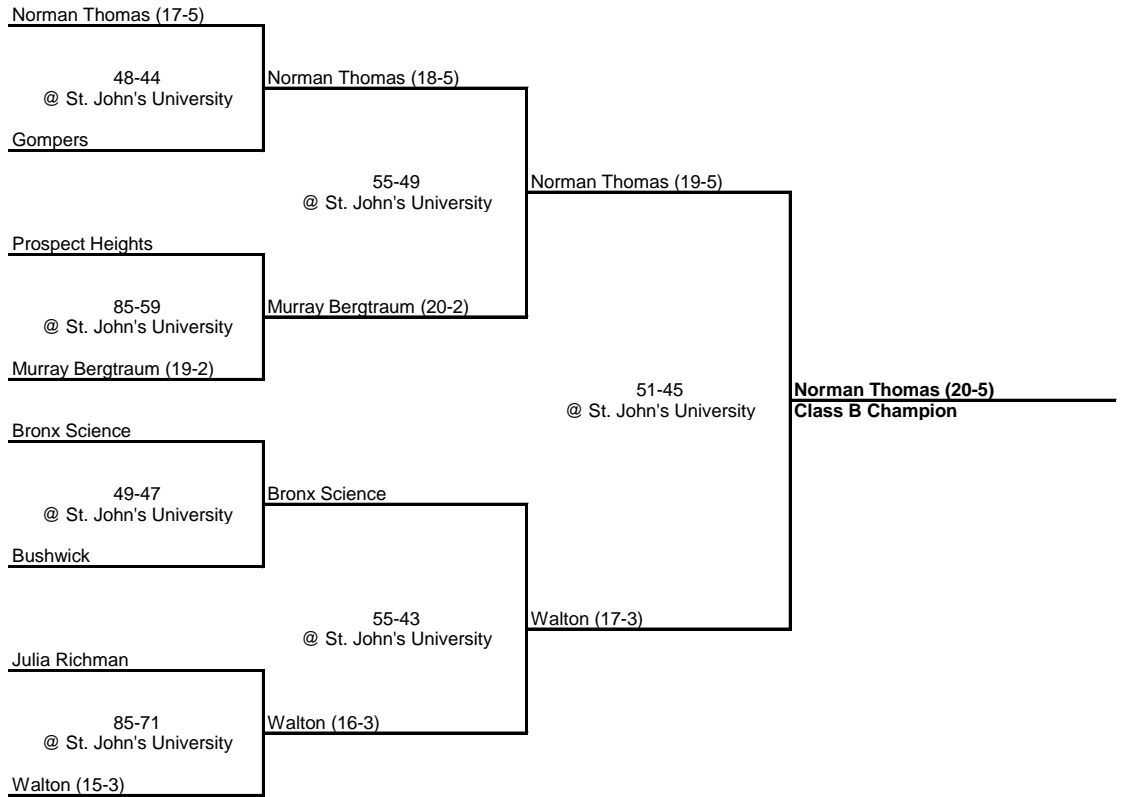 Norman Thomas (17-5)
48-44
@ St. John's University
Norman Thomas (18-5)
Gompers
55-49
@ St. John's University
Norman Thomas (19-5)
Prospect Heights
85-59
@ St. John's University
Murray Bergtraum (20-2)
Murray Bergtraum (19-2)
51-45
@ St. John's University
Norman Thomas (20-5)
Class B Champion
Bronx Science
49-47
@ St. John's University
Bronx Science
Bushwick
55-43
@ St. John's University
Walton (17-3)
Julia Richman
85-71
@ St. John's University
Walton (16-3)
Walton (15-3)